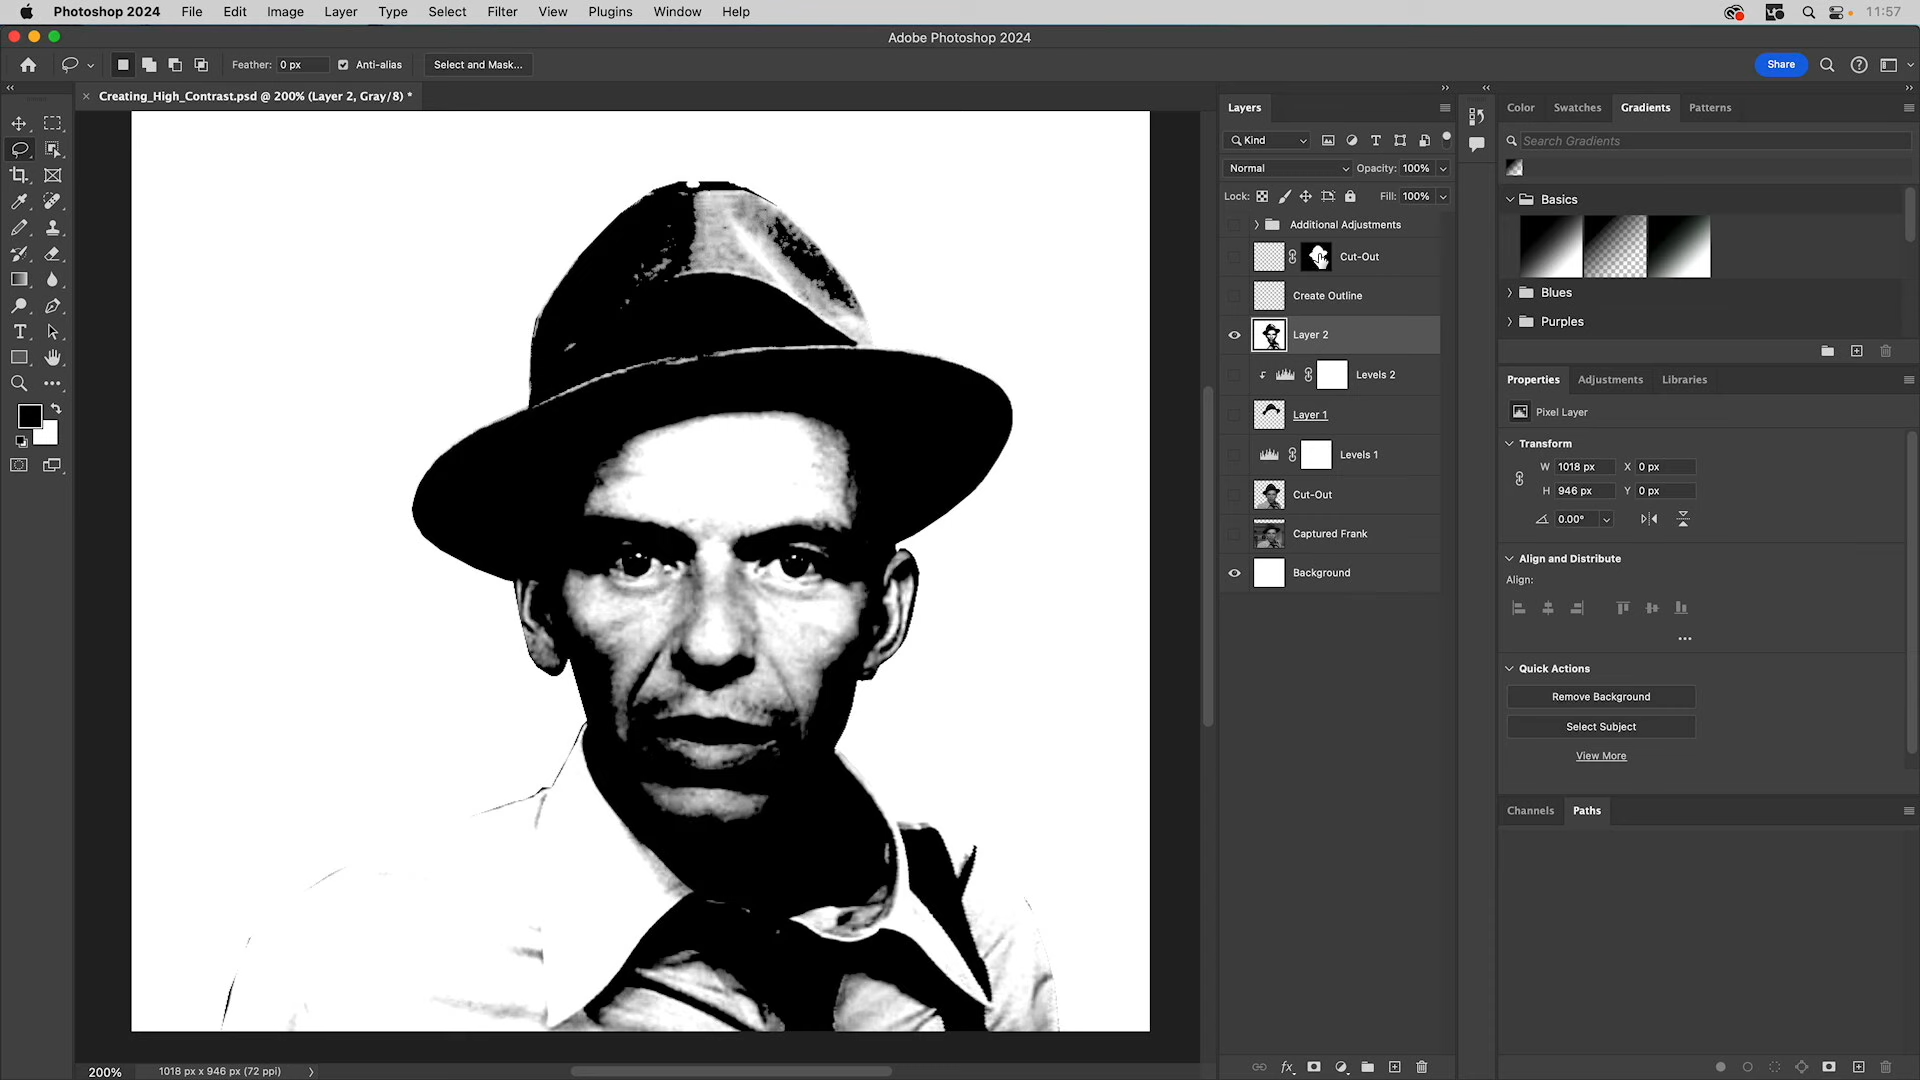 Photoshop 2024 File Edit Image Layer Type Select Filter View Plugins Window Help 11:57
Adobe Photoshop 2024
Feather: 0 px Anti-alias Select and Mask... Share
Creating_High_Contrast.psd @ 200% (Layer 2, Gray/8) *
Layers
Kind
Normal Opacity: 100%
Lock: Fill: 100%
Additional Adjustments
Cut-Out
Create Outline
Layer 2
Levels 2
Layer 1
Levels 1
Cut-Out
Captured Frank
Background
Color Swatches Gradients Patterns
Search Gradients
Basics
Blues
Purples
Properties Adjustments Libraries
Pixel Layer
Transform
W 1018 px X 0 px
H 946 px Y 0 px
0.00°
Align and Distribute
Align:
Quick Actions
Remove Background
Select Subject
View More
Channels Paths
200% 1018 px x 946 px (72 ppi)